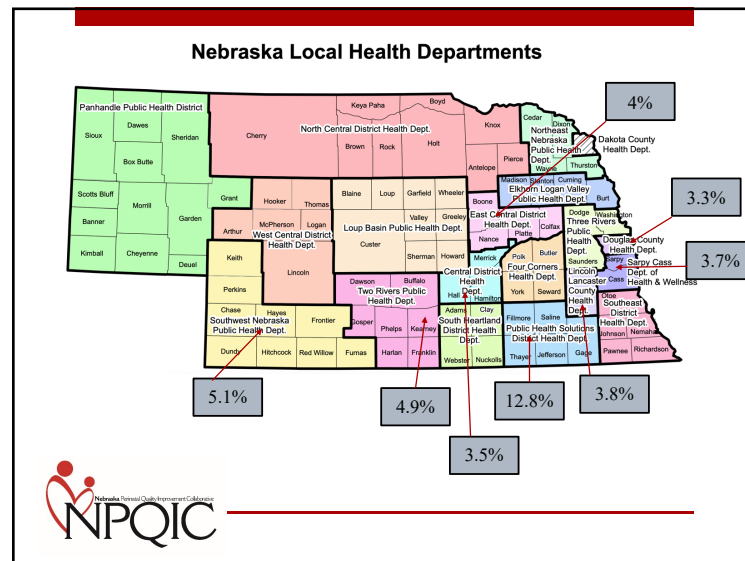 Nebraska Local Health Departments
4%
3.3%
3.7%
5.1%
4.9%
3.5%
12.8%
3.8%
Panhandle Public Health District
Sioux
Dawes
Sheridan
Box Butte
Scotts Bluff
Morrill
Banner
Garden
Kimball
Cheyenne
Deuel
Grant
North Central District Health Dept.
Cherry
Keya Paha
Boyd
Brown
Rock
Holt
Knox
Antelope
Pierce
Cedar
Dixon
Northeast
Nebraska
Public Health
Dept.
Wayne
Thurston
Dakota County
Health Dept.
Hooker
Thomas
Arthur
McPherson
Logan
West Central District
Health Dept.
Lincoln
Blaine
Loup
Garfield
Wheeler
Valley
Greeley
Loup Basin Public Health Dept.
Custer
Sherman
Howard
Madison
Stanton
Cuming
Elkhorn Logan Valley
Public Health Dept.
Burt
Boone
East Central District
Health Dept.
Colfax
Nance
Platte
Dodge
Washington
Three Rivers
Public
Health
Dept.
Saunders
Douglas County
Health Dept.
Sarpy
Sarpy Cass
Dept. of
Health & Wellness
Cass
Merrick
Central District
Health
Dept.
Hall
Hamilton
Polk
Butler
Four Corners
Health Dept.
York
Seward
Lincoln
Lancaster
County
Health
Dept.
Otoe
Southeast
District
Health Dept.
Johnson
Nemaha
Pawnee
Richardson
Keith
Perkins
Chase
Hayes
Frontier
Southwest Nebraska
Public Health Dept.
Dundy
Hitchcock
Red Willow
Furnas
Dawson
Buffalo
Two Rivers Public
Health Dept.
Gosper
Phelps
Kearney
Harlan
Franklin
Adams
Clay
South Heartland
District Health
Dept.
Webster
Nuckolls
Fillmore
Saline
Public Health Solutions
District Health Dept.
Thayer
Jefferson
Gage
Nebraska Perinatal Quality Improvement Collaborative
NPQIC